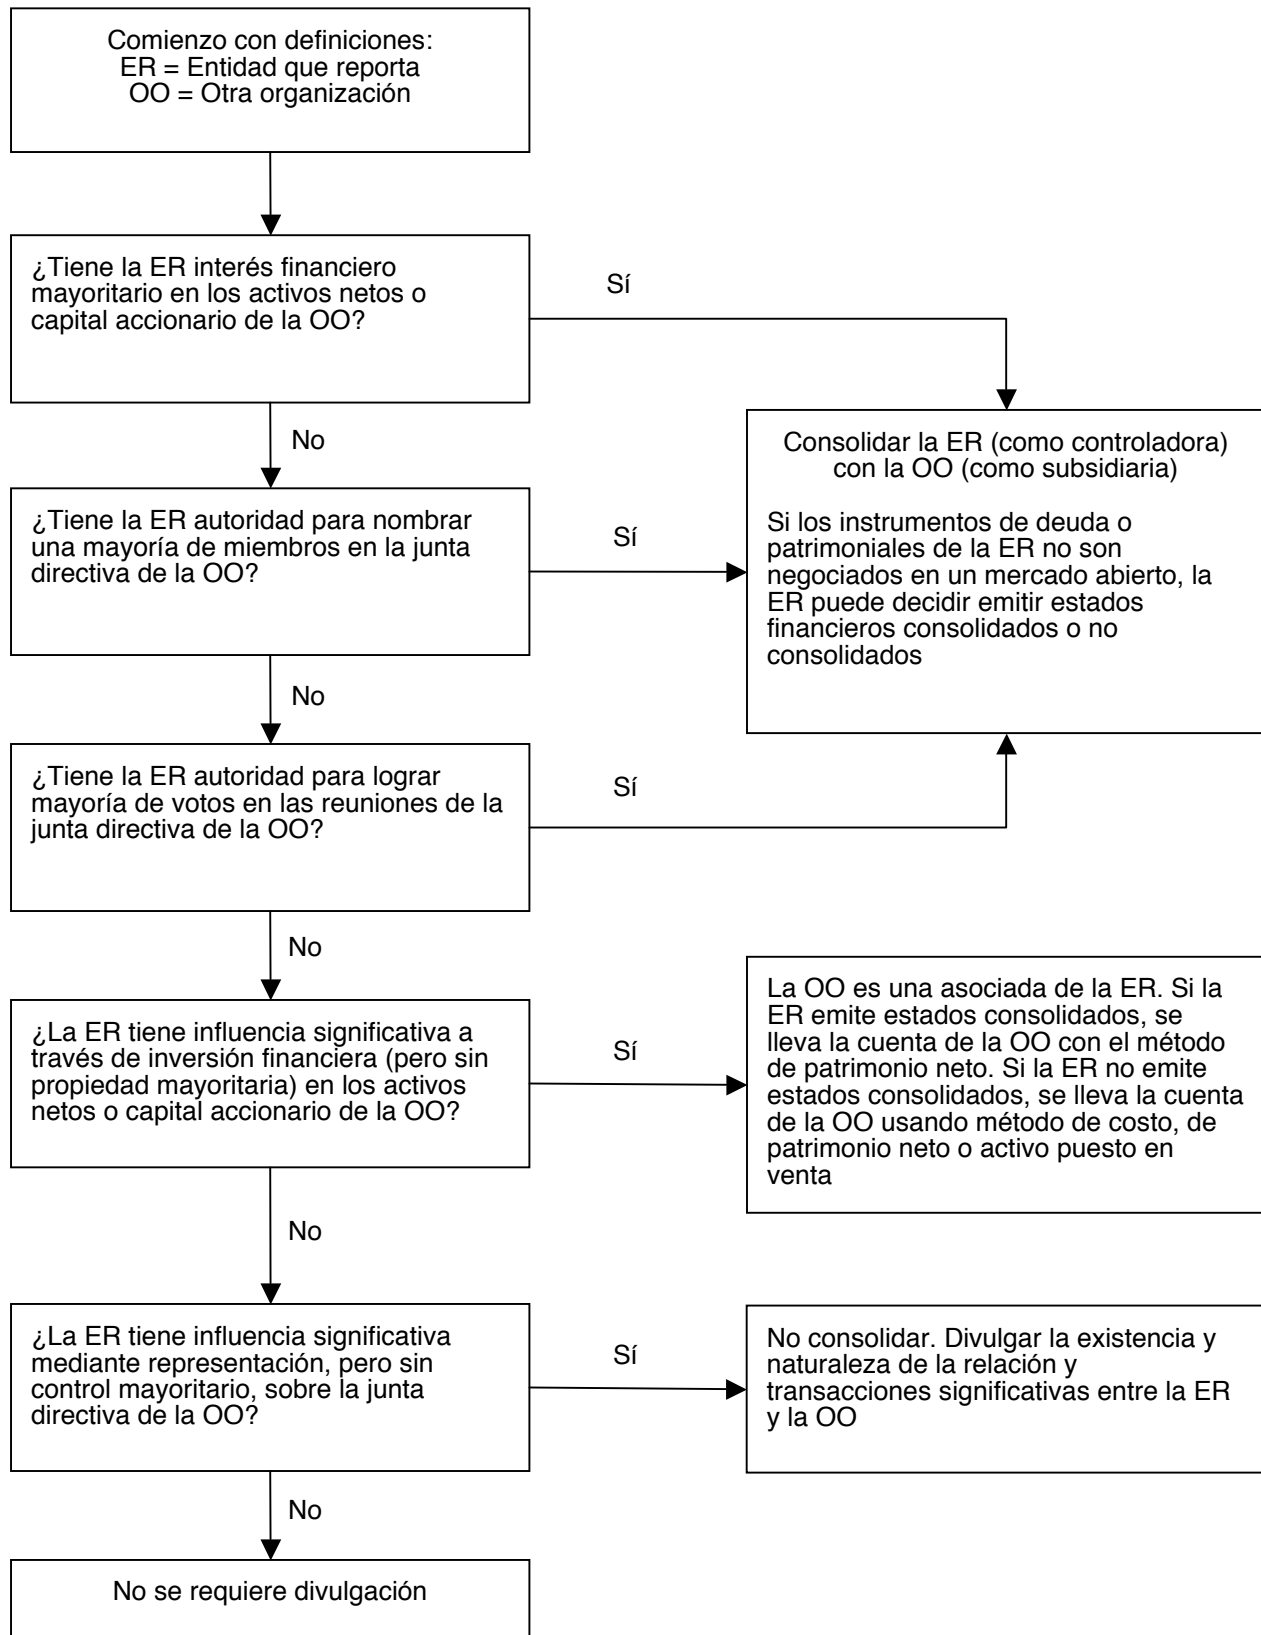 Comienzo con definiciones:
ER = Entidad que reporta
OO = Otra organización
¿Tiene la ER interés financiero
mayoritario en los activos netos o
capital accionario de la OO?
Sí
No
Consolidar la ER (como controladora)
con la OO (como subsidiaria)
Si los instrumentos de deuda o
patrimoniales de la ER no son
negociados en un mercado abierto, la
ER puede decidir emitir estados
financieros consolidados o no
consolidados
¿Tiene la ER autoridad para nombrar
una mayoría de miembros en la junta
directiva de la OO?
Sí
No
¿Tiene la ER autoridad para lograr
mayoría de votos en las reuniones de la
junta directiva de la OO?
Sí
No
¿La ER tiene influencia significativa a
través de inversión financiera (pero sin
propiedad mayoritaria) en los activos
netos o capital accionario de la OO?
Sí
La OO es una asociada de la ER. Si la
ER emite estados consolidados, se
lleva la cuenta de la OO con el método
de patrimonio neto. Si la ER no emite
estados consolidados, se lleva la cuenta
de la OO usando método de costo, de
patrimonio neto o activo puesto en
venta
No
¿La ER tiene influencia significativa
mediante representación, pero sin
control mayoritario, sobre la junta
directiva de la OO?
Sí
No consolidar. Divulgar la existencia y
naturaleza de la relación y
transacciones significativas entre la ER
y la OO
No
No se requiere divulgación